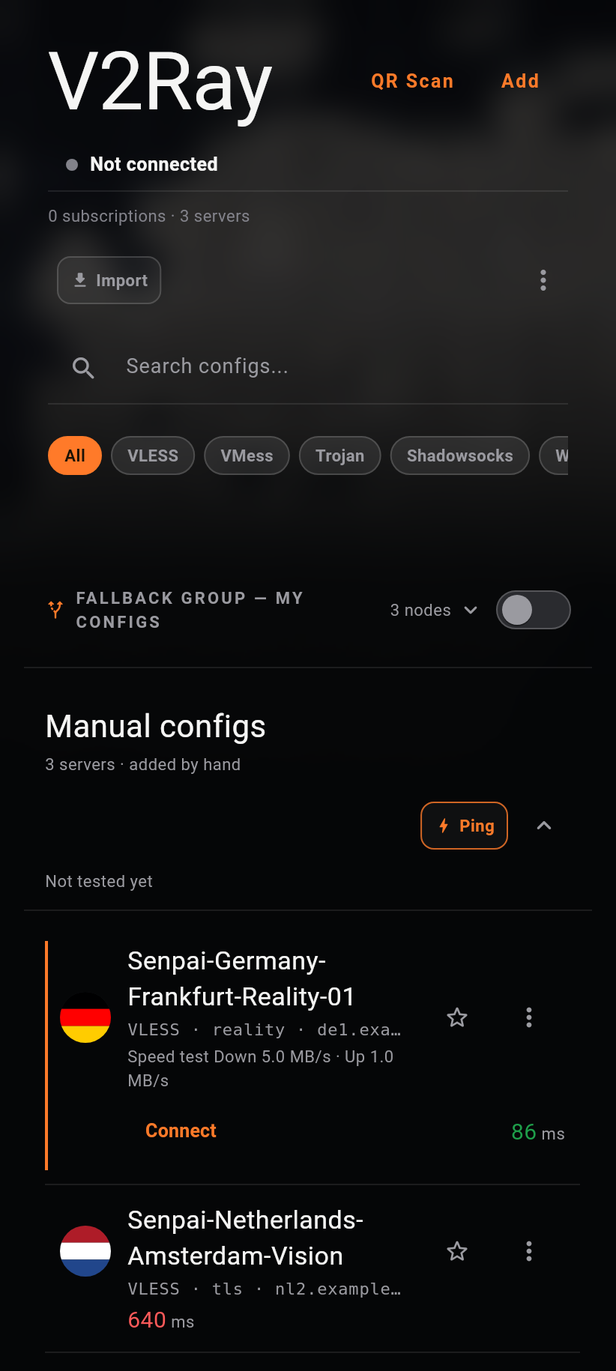 V2Ray
QR Scan
Add
Not connected
0 subscriptions · 3 servers
Import
Search configs...
All
VLESS
VMess
Trojan
Shadowsocks
W
FALLBACK GROUP — MY
CONFIGS
3 nodes
Manual configs
3 servers · added by hand
Ping
Not tested yet
Senpai-Germany-
Frankfurt-Reality-01
VLESS · reality · de1.exa…
Speed test Down 5.0 MB/s · Up 1.0
MB/s
Connect
86 ms
Senpai-Netherlands-
Amsterdam-Vision
VLESS · tls · nl2.example…
640 ms